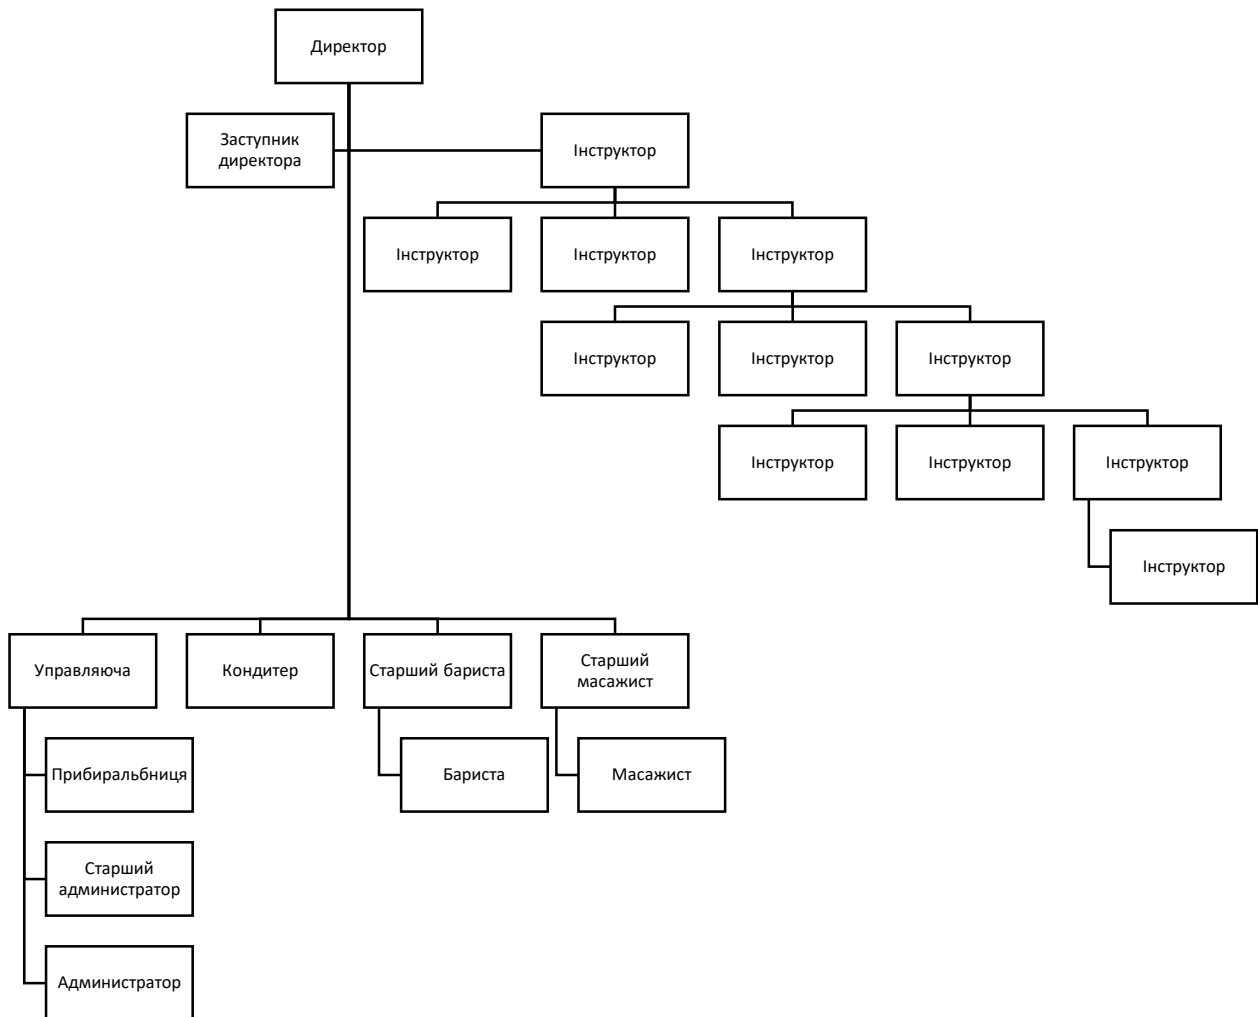 Директор
Заступник
директора
Інструктор
Інструктор
Інструктор
Інструктор
Інструктор
Інструктор
Інструктор
Інструктор
Інструктор
Інструктор
Інструктор
Управляюча
Кондитер
Старший бариста
Старший
масажист
Прибиральбниця
Бариста
Масажист
Старший
администратор
Администратор